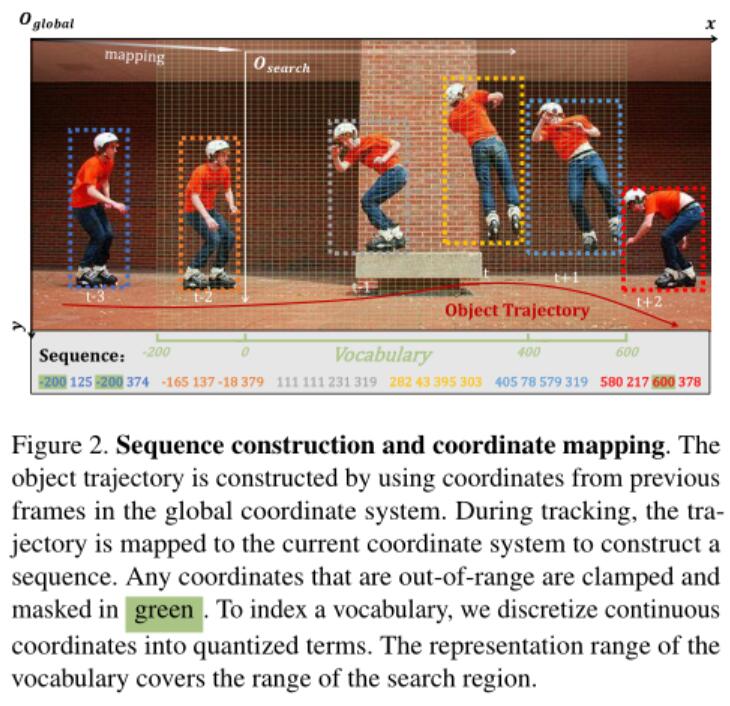 O global
x
mapping
O search
t-3
t-2
t-1
t
t+1
t+2
Object Trajectory
y
-200 0 Vocabulary 400 600
Sequence:
-200 125 -200 374 -165 137 -18 379 111 111 231 319 282 43 395 303 405 78 579 319 580 217 600 378
Figure 2. Sequence construction and coordinate mapping. The
object trajectory is constructed by using coordinates from previous
frames in the global coordinate system. During tracking, the tra-
jectory is mapped to the current coordinate system to construct a
sequence. Any coordinates that are out-of-range are clamped and
masked in green . To index a vocabulary, we discretize continuous
coordinates into quantized terms. The representation range of the
vocabulary covers the range of the search region.